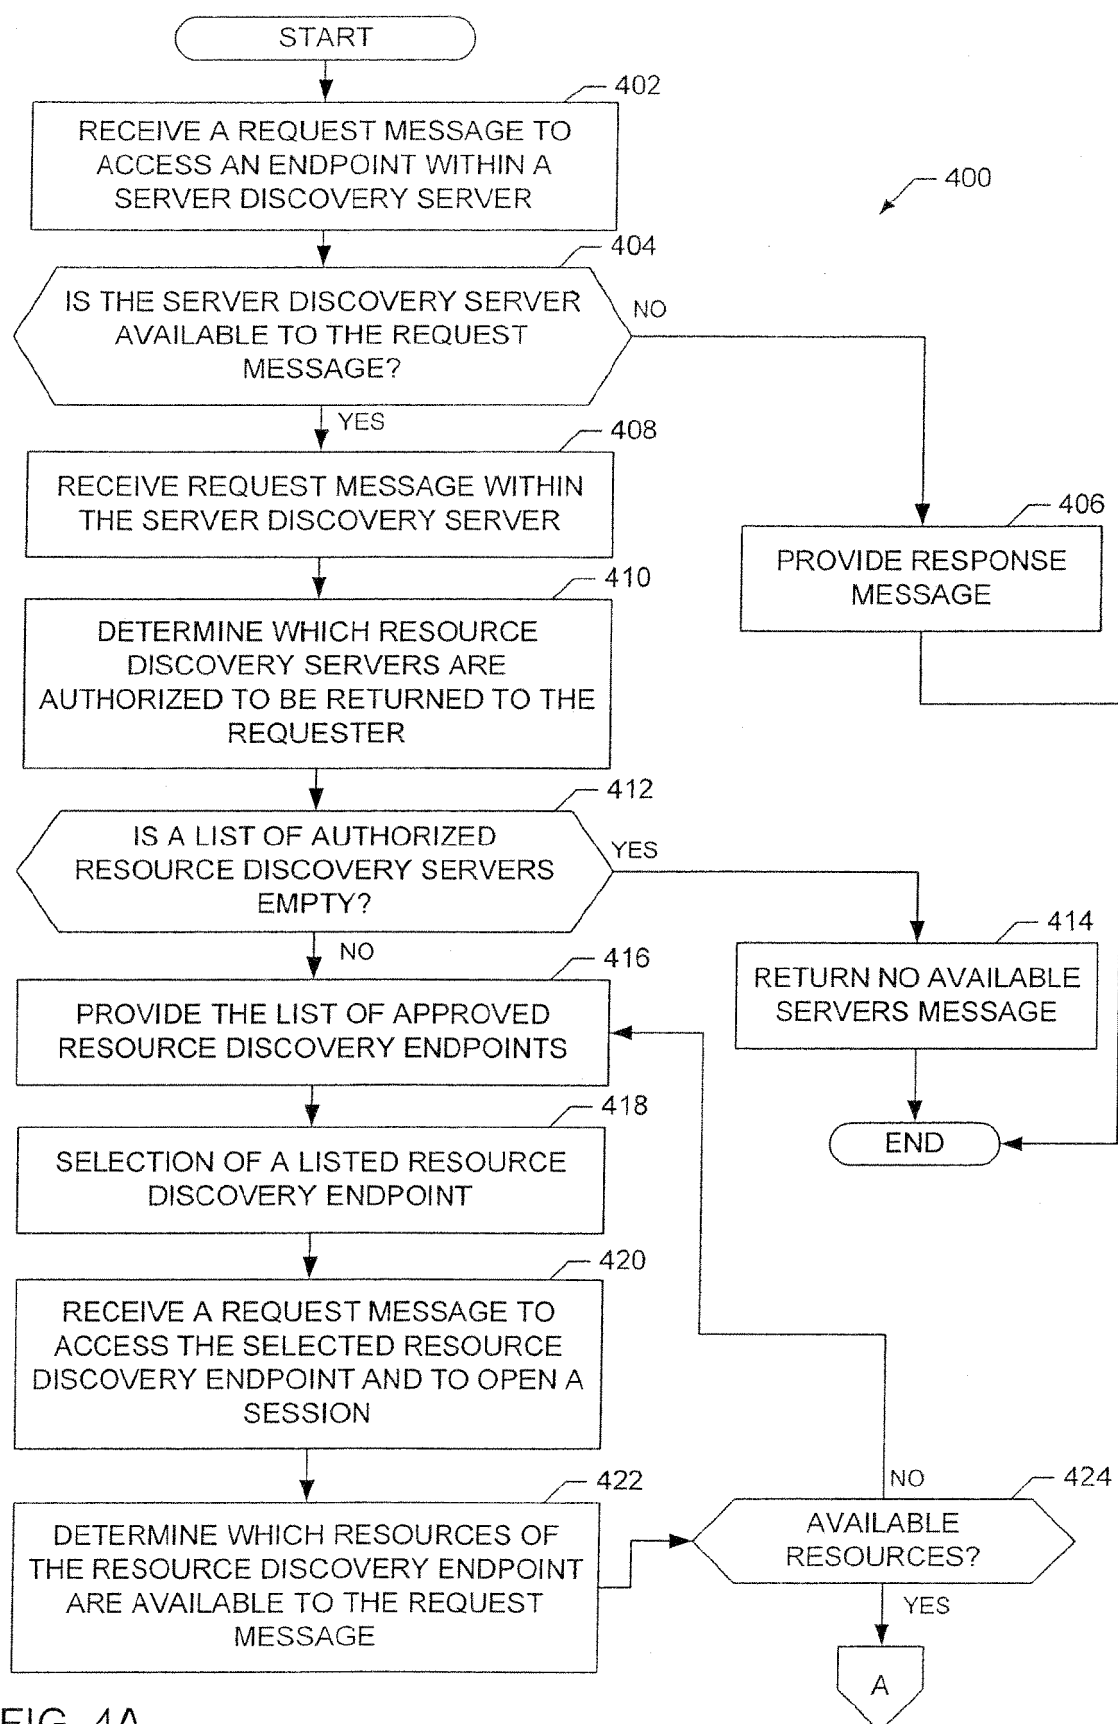 START
402
RECEIVE A REQUEST MESSAGE TO
ACCESS AN ENDPOINT WITHIN A
SERVER DISCOVERY SERVER
400
404
IS THE SERVER DISCOVERY SERVER
AVAILABLE TO THE REQUEST
MESSAGE?
NO
YES
408
RECEIVE REQUEST MESSAGE WITHIN
THE SERVER DISCOVERY SERVER
406
PROVIDE RESPONSE
MESSAGE
410
DETERMINE WHICH RESOURCE
DISCOVERY SERVERS ARE
AUTHORIZED TO BE RETURNED TO THE
REQUESTER
412
IS A LIST OF AUTHORIZED
RESOURCE DISCOVERY SERVERS
EMPTY?
YES
NO
414
RETURN NO AVAILABLE
SERVERS MESSAGE
416
PROVIDE THE LIST OF APPROVED
RESOURCE DISCOVERY ENDPOINTS
END
418
SELECTION OF A LISTED RESOURCE
DISCOVERY ENDPOINT
420
RECEIVE A REQUEST MESSAGE TO
ACCESS THE SELECTED RESOURCE
DISCOVERY ENDPOINT AND TO OPEN A
SESSION
422
DETERMINE WHICH RESOURCES OF
THE RESOURCE DISCOVERY ENDPOINT
ARE AVAILABLE TO THE REQUEST
MESSAGE
NO
424
AVAILABLE
RESOURCES?
YES
A
FIG. 4A